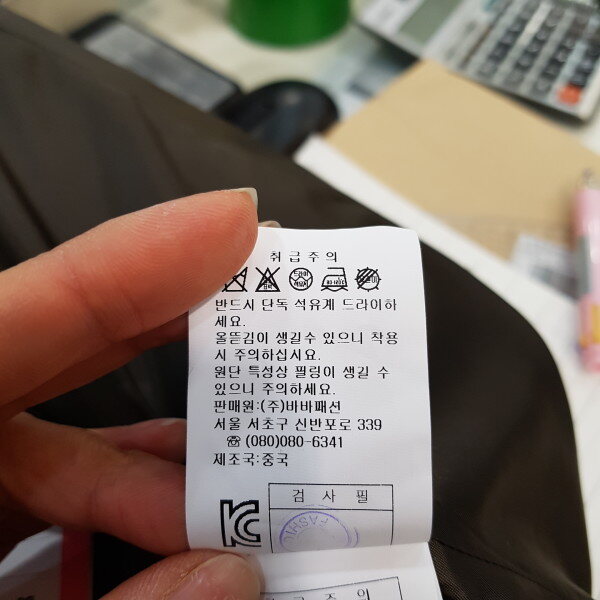 취급주의
반드시 단독 석유계 드라이하
세요.
올뜯김이 생길수 있으니 착용
시 주의하십시요.
원단 특성상 필링이 생길 수
있으니 주의하세요.
판매원:(주)바바패션
서울 서초구 신반포로 339
☏ (080)080-6341
제조국:중국
검 사 필
FASHI
급 주 의